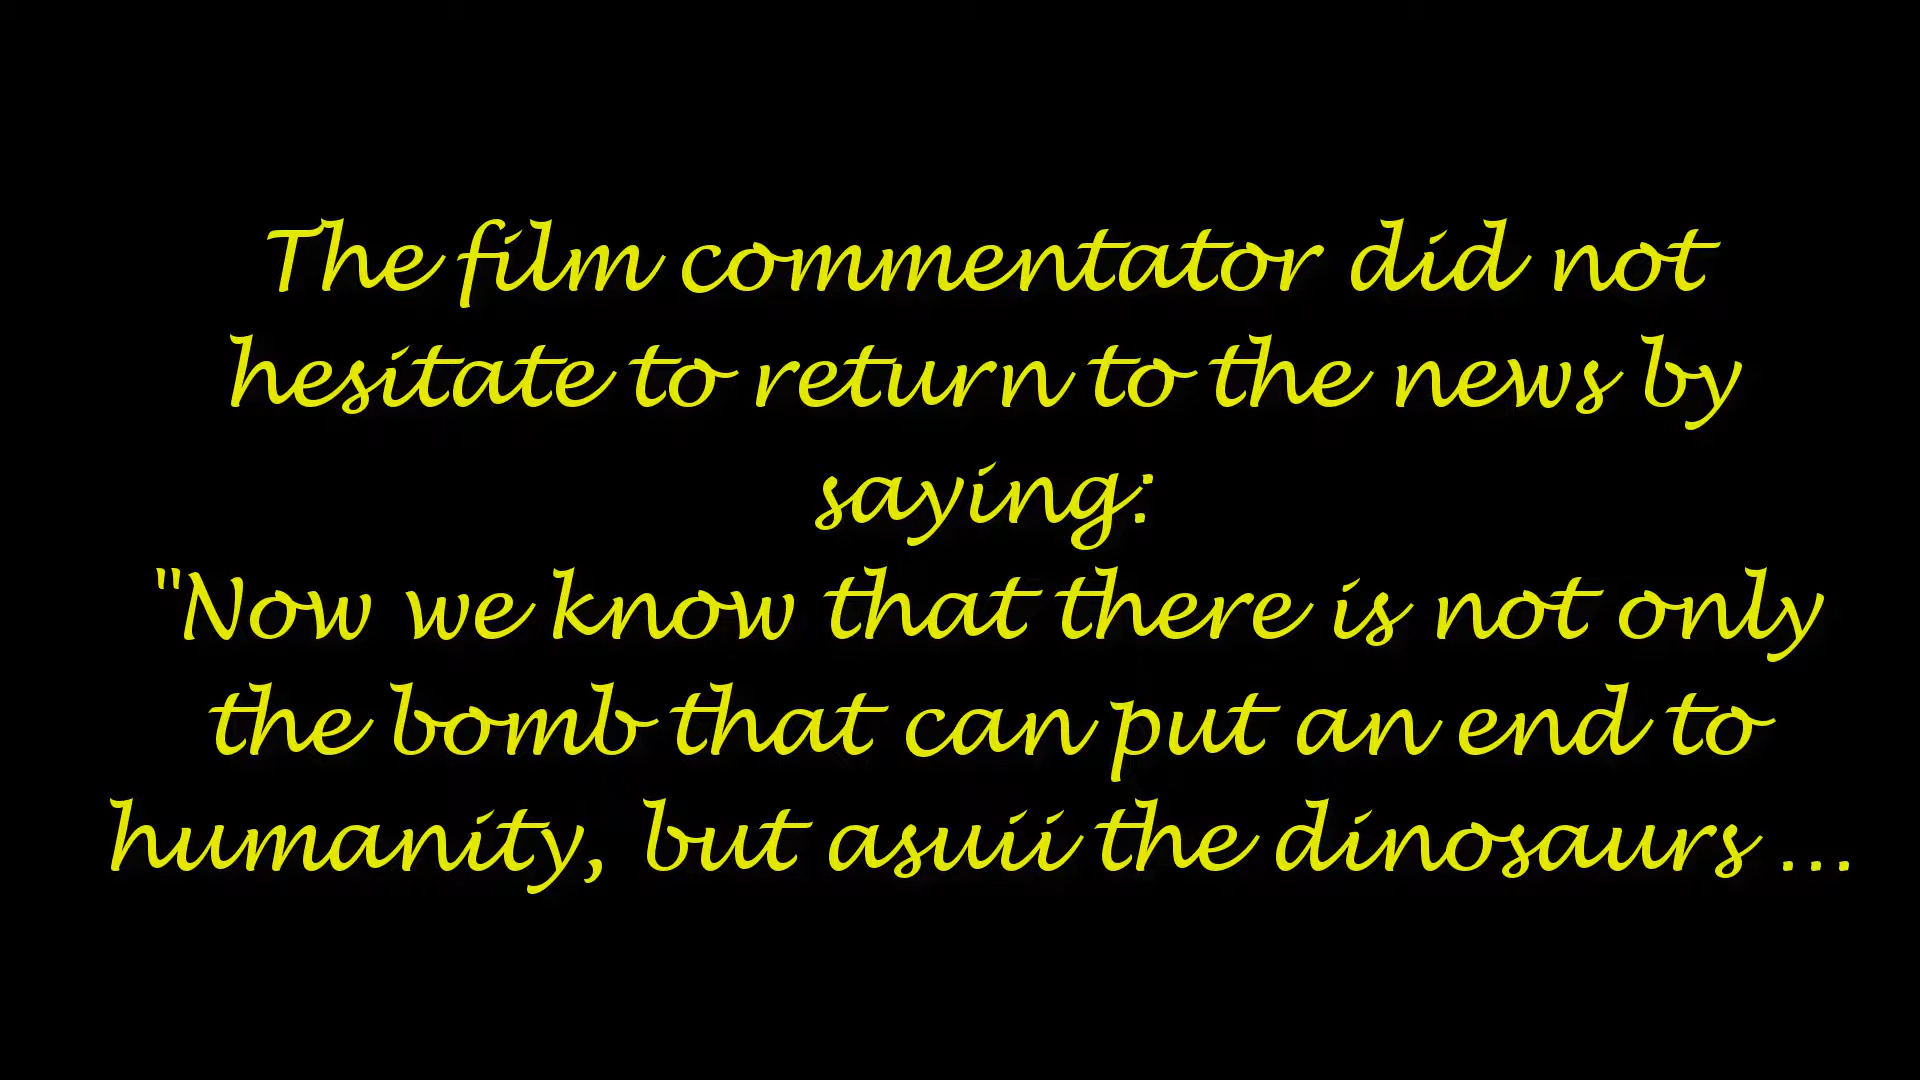 The film commentator did not
hesitate to return to the news by
saying:
"Now we know that there is not only
the bomb that can put an end to
humanity, but asuii the dinosaurs ...